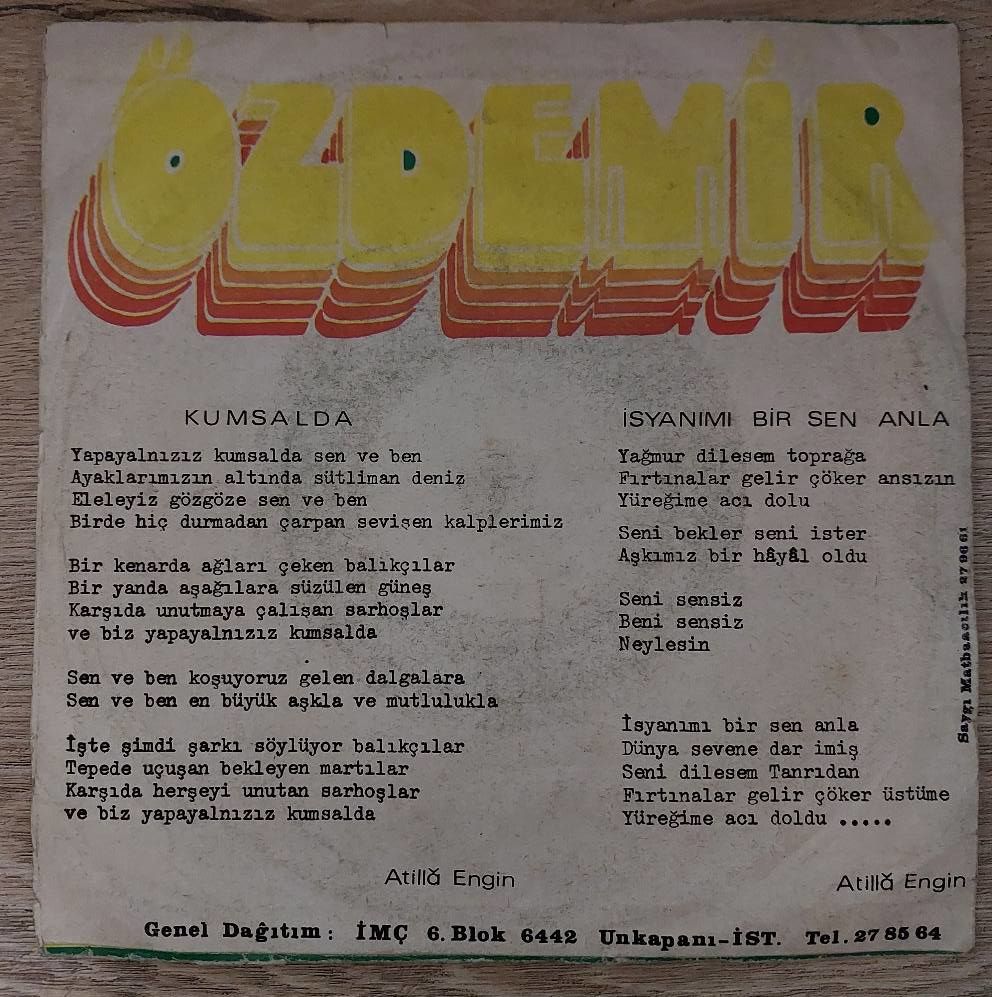 ÖZDEMİR
KUMSALDA
Yapayalnızız kumsalda sen ve ben
Ayaklarımızın altında sütliman deniz
Eleleyiz gözgöze sen ve ben
Birde hiç durmadan çarpan sevişen kalplerimiz
Bir kenarda ağları çeken balıkçılar
Bir yanda aşağılara süzülen güneş
Karşıda unutmaya çalışan sarhoşlar
ve biz yapayalnızız kumsalda
Sen ve ben koşuyoruz gelen dalgalara
Sen ve ben en büyük aşkla ve mutlulukla
İşte şimdi şarkı söylüyor balıkçılar
Tepede uçuşan bekleyen martılar
Karşıda herşeyi unutan sarhoşlar
ve biz yapayalnızız kumsalda
Atillâ Engin
İSYANIMI BİR SEN ANLA
Yağmur dilesem toprağa
Fırtınalar gelir çöker ansızın
Yüreğime acı dolu
Seni bekler seni ister
Aşkımız bir hâyâl oldu
Seni sensiz
Beni sensiz
Neylesin
İsyanımı bir sen anla
Dünya sevene dar imiş
Seni dilesem Tanrıdan
Fırtınalar gelir çöker üstüme
Yüreğime acı doldu .....
Atillâ Engin
Saygı Matbaacılık 27 96 61
Genel Dağıtım: İMÇ 6. Blok 6442 Unkapanı-İST. Tel. 27 85 64